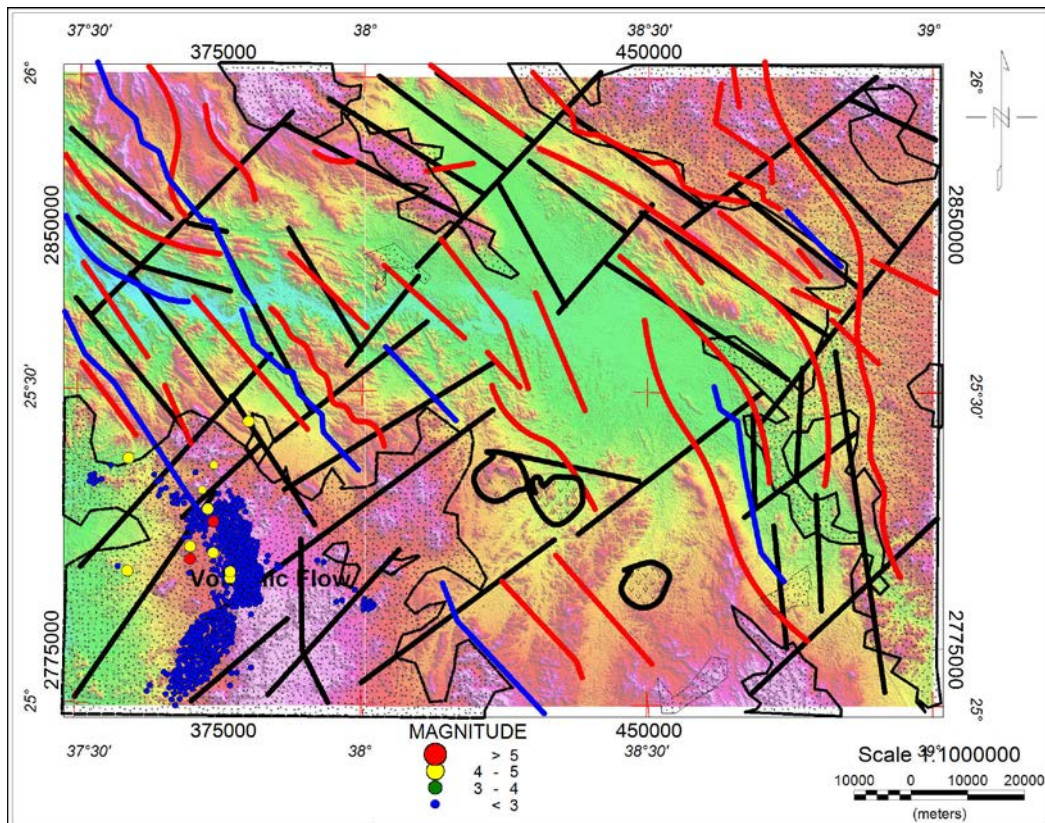 37°30′ 38° 38°30′ 39°
375000 450000
26° 26°
N
2850000 2850000
25°30′ 25°30′
Volcanic Flow
2775000 2775000
25° 25°
375000 450000
37°30′ 38° 38°30′ 39°
MAGNITUDE
> 5
4 - 5
3 - 4
< 3
Scale 1:1000000
10000 0 10000 20000
(meters)